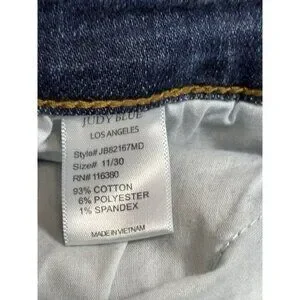 JUDY BLUE
LOS ANGELES
Style# JB82167MD
Size# 11/30
RN# 116380
93% COTTON
6% POLYESTER
1% SPANDEX
MADE IN VIETNAM